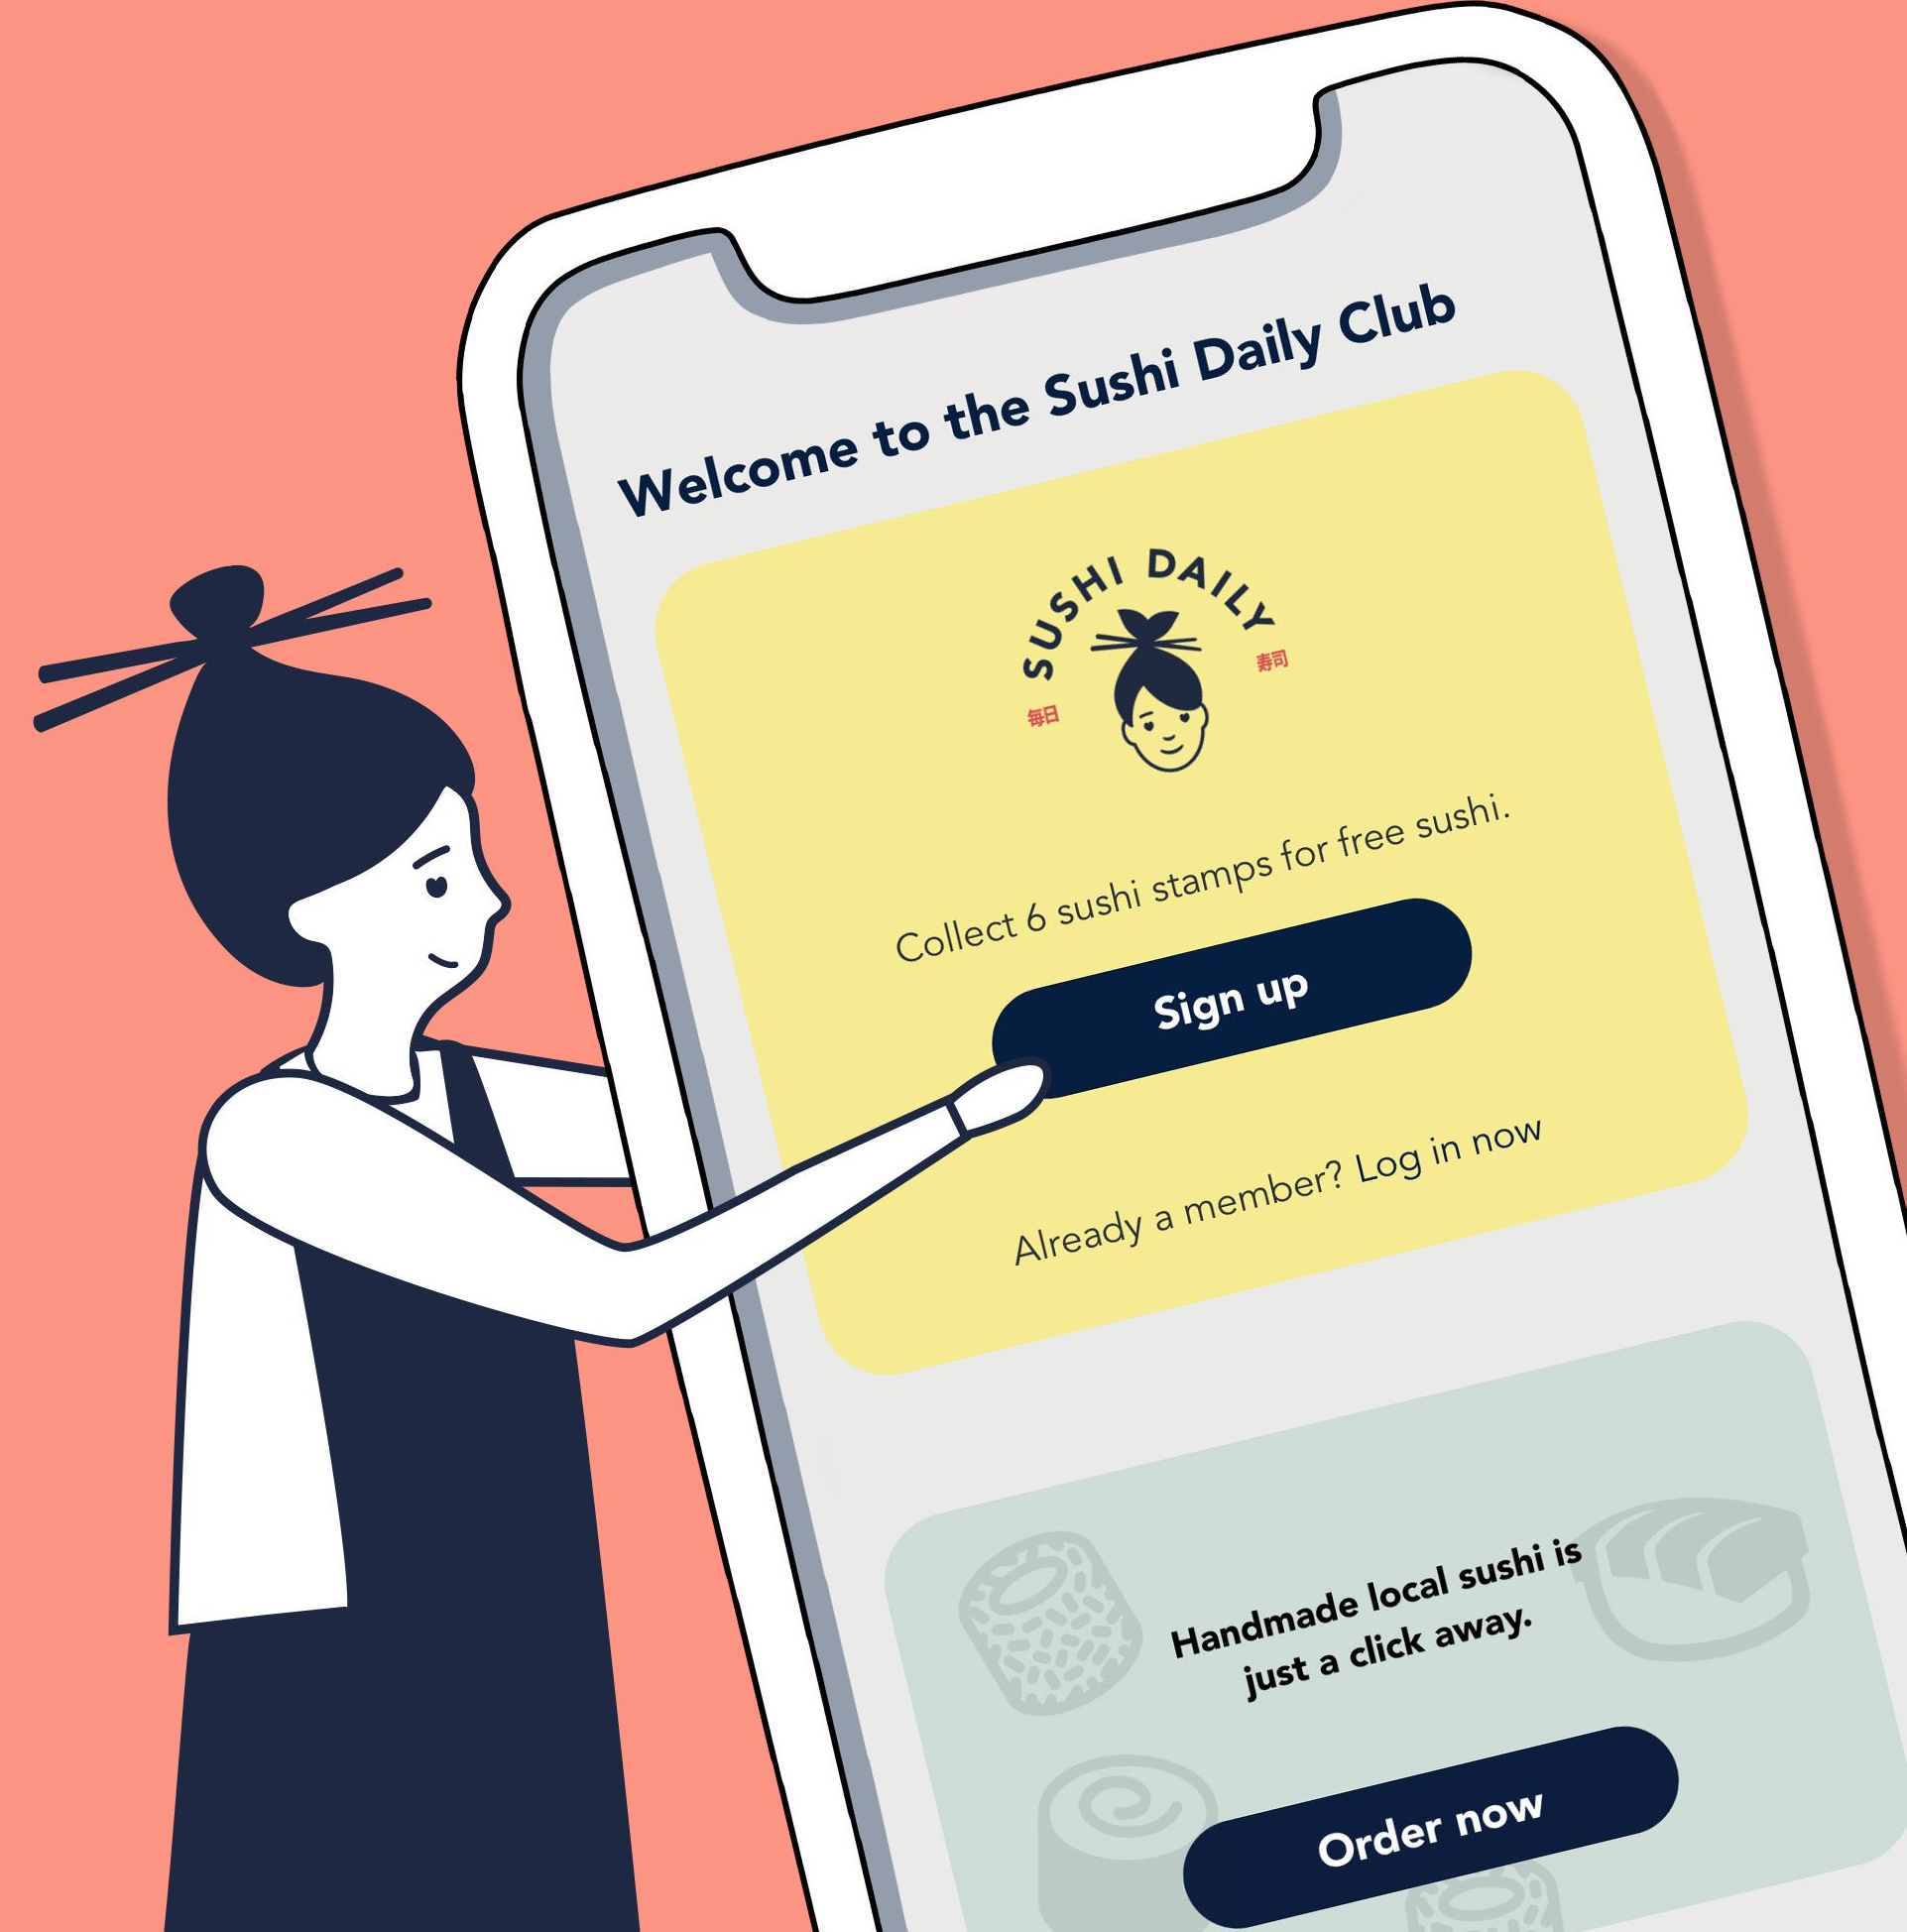 Welcome to the Sushi Daily Club
SUSHI DAILY
毎日
寿司
Collect 6 sushi stamps for free sushi.
Sign up
Already a member? Log in now
Handmade local sushi is
just a click away.
Order now